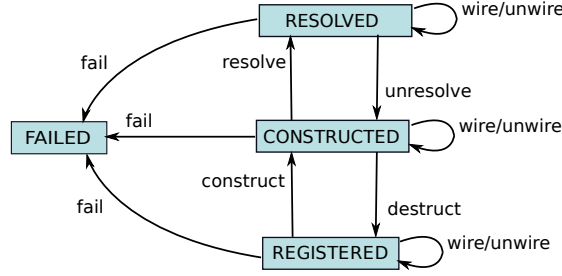 RESOLVED
wire/unwire
fail
resolve
unresolve
FAILED
fail
CONSTRUCTED
wire/unwire
construct
fail
destruct
REGISTERED
wire/unwire